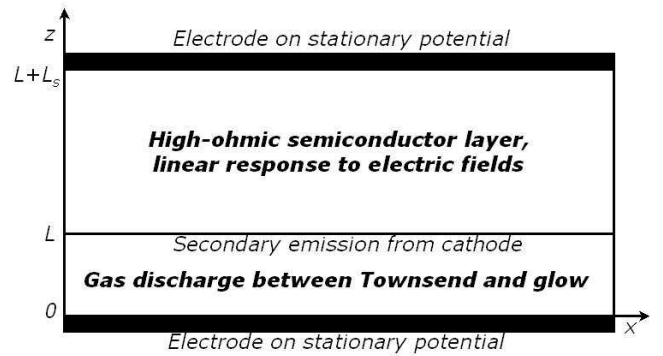 z
Electrode on stationary potential
L+Ls
High-ohmic semiconductor layer,
linear response to electric fields
L
Secondary emission from cathode
Gas discharge between Townsend and glow
0
x
Electrode on stationary potential